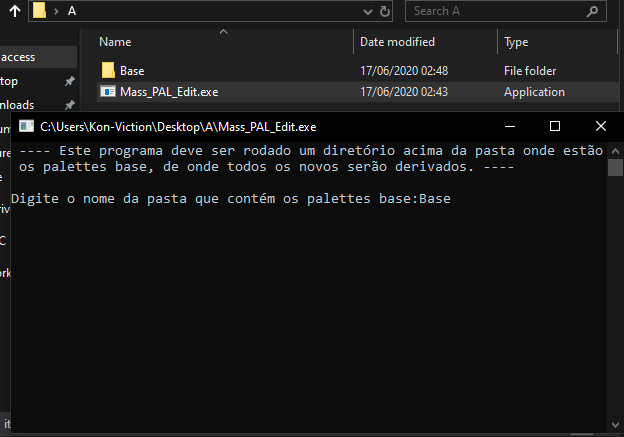 A
Search A
access
Name
Date modified
Type
top
Base
17/06/2020 02:48
File folder
nloads
Mass_PAL_Edit.exe
17/06/2020 02:43
Application
C:\Users\Kon-Viction\Desktop\A\Mass_PAL_Edit.exe
---- Este programa deve ser rodado um diretório acima da pasta onde estão
os palettes base, de onde todos os novos serão derivados. ----
Digite o nome da pasta que contém os palettes base:Base